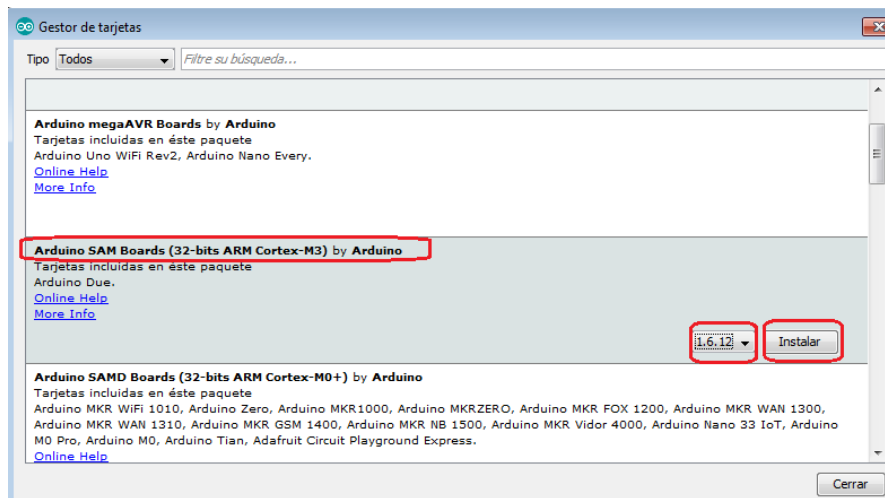 Gestor de tarjetas
Tipo Todos Filtre su búsqueda...
Arduino megaAVR Boards by Arduino
Tarjetas incluidas en éste paquete
Arduino Uno WiFi Rev2, Arduino Nano Every.
Online Help
More Info
Arduino SAM Boards (32-bits ARM Cortex-M3) by Arduino
Tarjetas incluidas en éste paquete
Arduino Due.
Online Help
More Info
1.6.12 Instalar
Arduino SAMD Boards (32-bits ARM Cortex-M0+) by Arduino
Tarjetas incluidas en éste paquete
Arduino MKR WiFi 1010, Arduino Zero, Arduino MKR1000, Arduino MKRZERO, Arduino MKR FOX 1200, Arduino MKR WAN 1300,
Arduino MKR WAN 1310, Arduino MKR GSM 1400, Arduino MKR NB 1500, Arduino MKR Vidor 4000, Arduino Nano 33 IoT, Arduino
M0 Pro, Arduino M0, Arduino Tian, Adafruit Circuit Playground Express.
Online Help
Cerrar